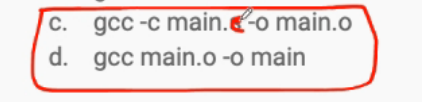 c. gcc -c main.c -o main.o
d. gcc main.o -o main